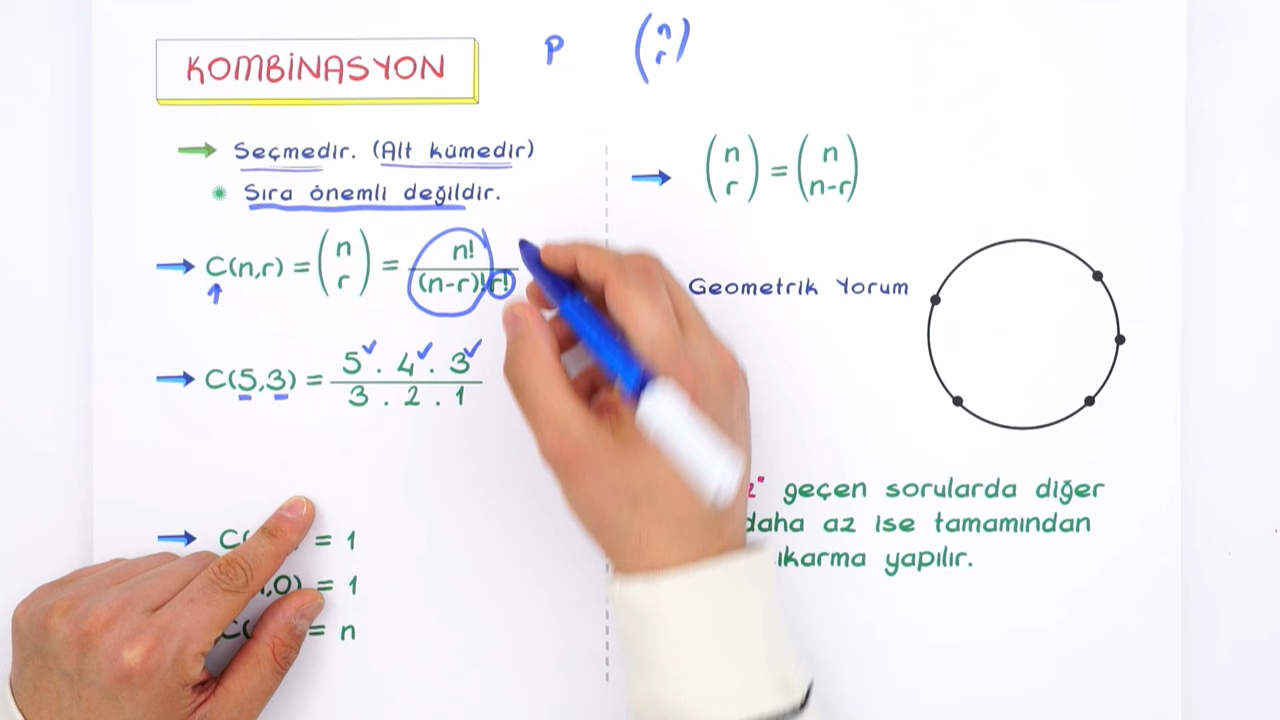 KOMBİNASYON
P (n r)
Seçmedir. (Alt kümedir)
Sıra önemli değildir.
C(n,r) = (n r) = n! / (n-r)! r!
C(5,3) = 5 . 4 . 3 / 3 . 2 . 1
= 1
,0) = 1
= n
(n r) = (n n-r)
Geometrik Yorum
geçen sorularda diğer
daha az ise tamamından
yapılır.